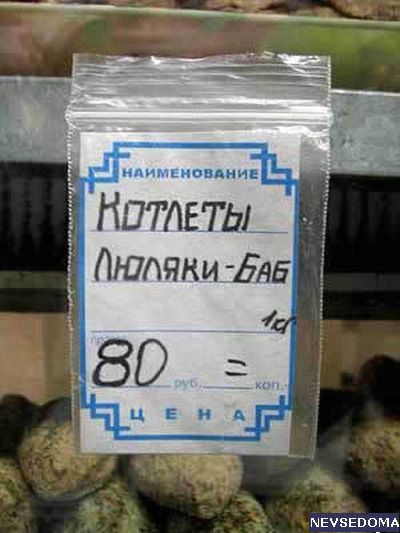 НАИМЕНОВАНИЕ
КОТЛЕТЫ
ЛЮЛЯКИ-БАБ
1кг
80 руб. = коп.
ЦЕНА
NEVSEDOMA